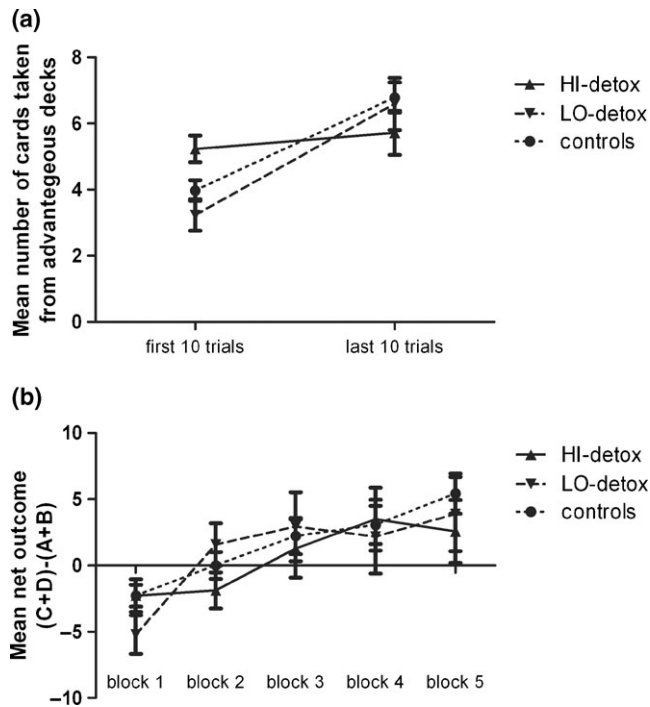 (a)
Mean number of cards taken
from advantegeous decks
8
6
4
2
0
first 10 trials
last 10 trials
HI-detox
LO-detox
controls
(b)
Mean net outcome
(C+D)-(A+B)
10
5
0
−5
−10
block 1
block 2
block 3
block 4
block 5
HI-detox
LO-detox
controls